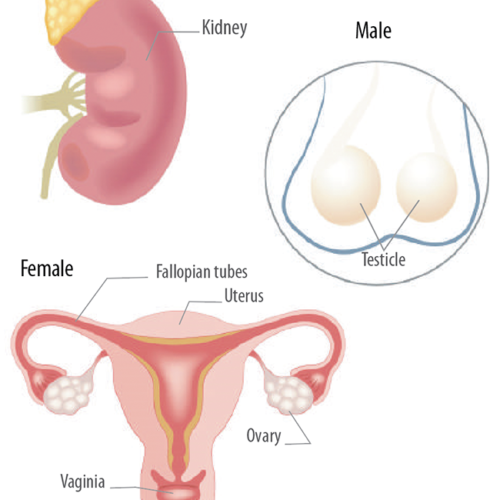 Kidney
Male
Testicle
Female
Fallopian tubes
Uterus
Ovary
Vaginia